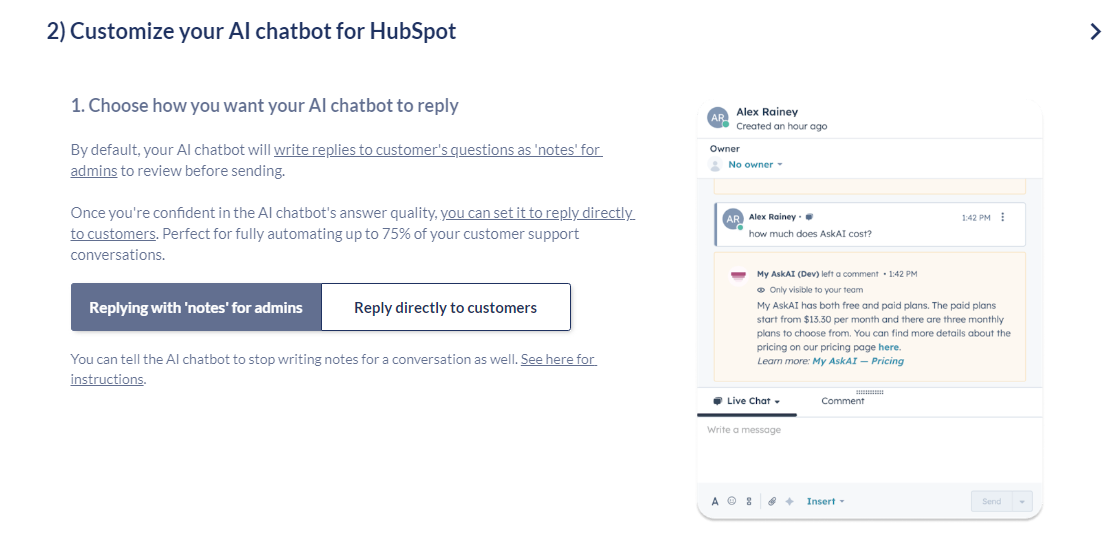 2) Customize your AI chatbot for HubSpot
1. Choose how you want your AI chatbot to reply
By default, your AI chatbot will write replies to customer's questions as 'notes' for
admins to review before sending.
Once you're confident in the AI chatbot's answer quality, you can set it to reply directly
to customers. Perfect for fully automating up to 75% of your customer support
conversations.
Replying with 'notes' for admins
Reply directly to customers
You can tell the AI chatbot to stop writing notes for a conversation as well. See here for
instructions.
AR
Alex Rainey
Created an hour ago
Owner
No owner
AR
Alex Rainey •
1:42 PM
how much does AskAI cost?
My AskAI (Dev) left a comment • 1:42 PM
Only visible to your team
My AskAI has both free and paid plans. The paid plans
start from $13.30 per month and there are three monthly
plans to choose from. You can find more details about the
pricing on our pricing page here.
Learn more: My AskAI — Pricing
Live Chat
Comment
Write a message
A
Insert
Send